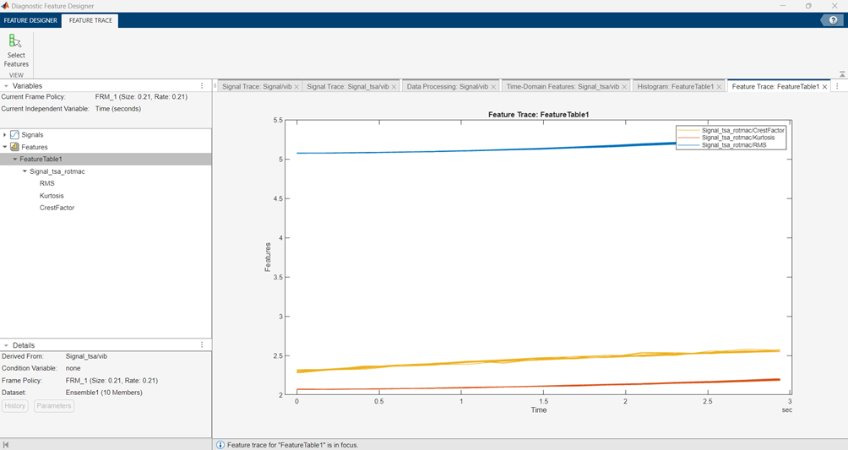 Diagnostic Feature Designer
FEATURE DESIGNER FEATURE TRACE
?
Select
Features
VIEW
Variables
Current Frame Policy: FRM_1 (Size: 0.21, Rate: 0.21)
Current Independent Variable: Time (seconds)
Signals
Features
FeatureTable1
Signal_tsa_rotmac
RMS
Kurtosis
CrestFactor
Details
Derived From: Signal_tsa/vib
Condition Variable: none
Frame Policy: FRM_1 (Size: 0.21, Rate: 0.21)
Dataset: Ensemble1 (10 Members)
History Parameters
Signal Trace: Signal/vib Signal Trace: Signal_tsa/vib Data Processing: Signal/vib Time-Domain Features: Signal_tsa/vib Histogram: FeatureTable1 Feature Trace: FeatureTable1
Feature Trace: FeatureTable1
Signal_tsa_rotmac/CrestFactor
Signal_tsa_rotmac/Kurtosis
Signal_tsa_rotmac/RMS
5.5
5
4.5
4
3.5
3
2.5
2
Features
0 0.5 1 1.5 2 2.5 3
Time
sec
Feature trace for "FeatureTable1" is in focus.